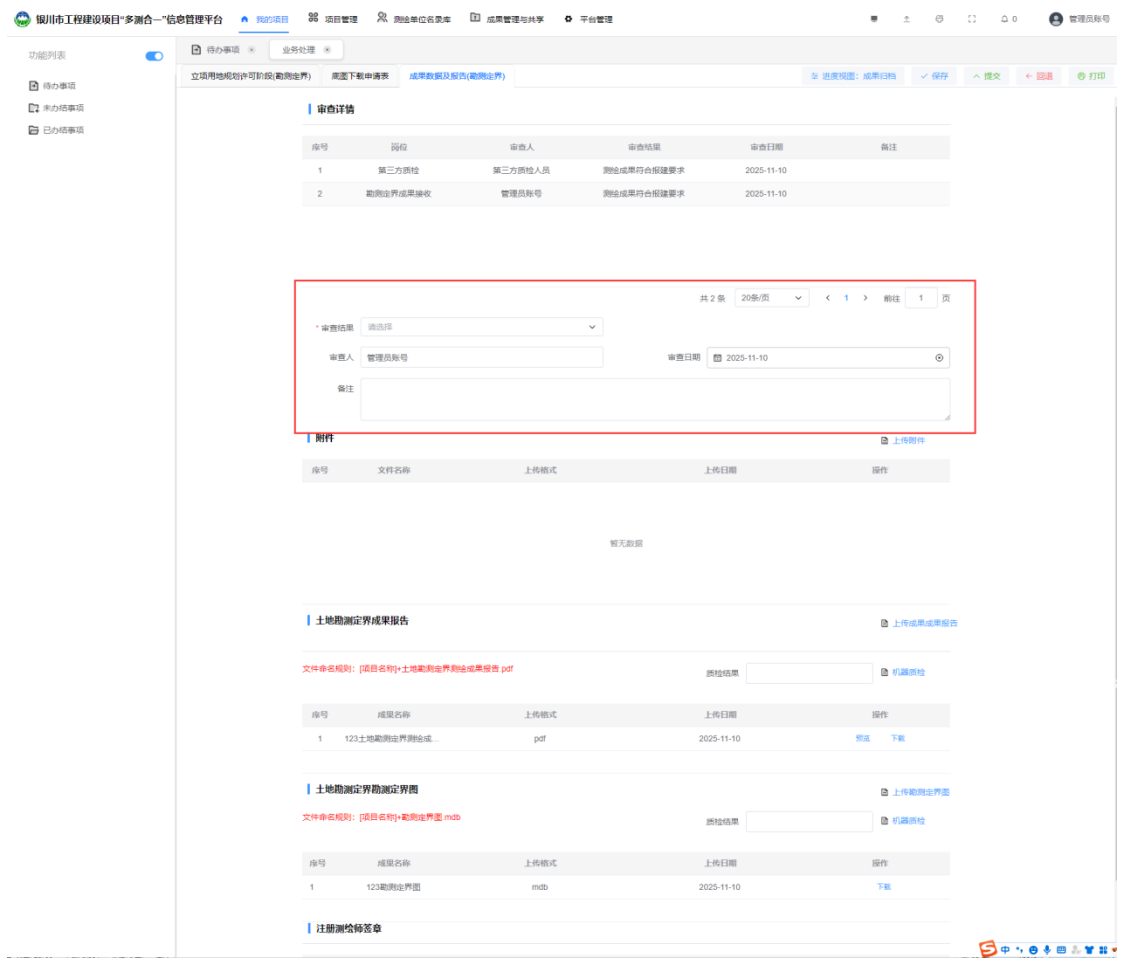 银川市工程建设项目“多测合一”信息管理平台 我的项目 项目管理 测绘单位名录库 成果管理与共享 平台管理 0 管理员账号
功能列表
待办事项
未办结事项
已办结事项
待办事项 业务处理
立项用地规划许可阶段(勘测定界) 底图下载申请表 成果数据及报告(勘测定界) 进度视图：成果归档 保存 提交 回退 打印
审查详情
序号 岗位 审查人 审查结果 审查日期 备注
1 第三方质检 第三方质检人员 测绘成果符合报建要求 2025-11-10
2 勘测定界成果接收 管理员账号 测绘成果符合报建要求 2025-11-10
共 2 条 20条/页 1 前往 1 页
* 审查结果 请选择
审查人 管理员账号 审查日期 2025-11-10
备注
附件 上传附件
序号 文件名称 上传格式 上传日期 操作
暂无数据
土地勘测定界成果报告 上传成果成果报告
文件命名规则：[项目名称]+土地勘测定界测绘成果报告.pdf 质检结果 机器质检
序号 成果名称 上传格式 上传日期 操作
1 123土地勘测定界测绘成... pdf 2025-11-10 预览 下载
土地勘测定界勘测定界图 上传勘测定界图
文件命名规则：[项目名称]+勘测定界图.mdb 质检结果 机器质检
序号 成果名称 上传格式 上传日期 操作
1 123勘测定界图 mdb 2025-11-10 下载
注册测绘师签章
中